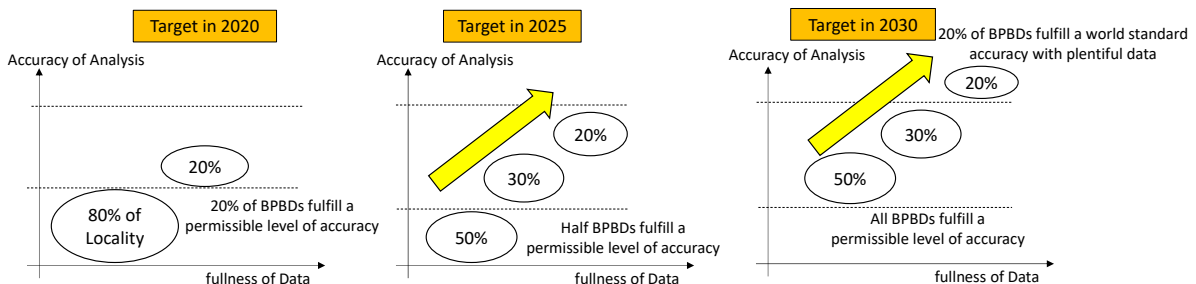 Target in 2020
Accuracy of Analysis
20%
80% of
Locality
20% of BPBDs fulfill a
permissible level of accuracy
fullness of Data
Target in 2025
Accuracy of Analysis
20%
30%
50%
Half BPBDs fulfill a
permissible level of accuracy
fullness of Data
Target in 2030
20% of BPBDs fulfill a world standard
accuracy with plentiful data
Accuracy of Analysis
20%
30%
50%
All BPBDs fulfill a
permissible level of accuracy
fullness of Data